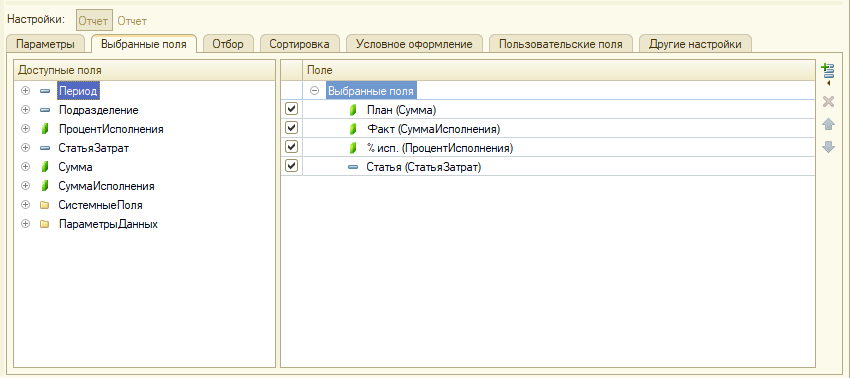 Настройки: Отчет Отчет
Параметры Выбранные поля Отбор Сортировка Условное оформление Пользовательские поля Другие настройки
Доступные поля
Период
Подразделение
ПроцентИсполнения
СтатьяЗатрат
Сумма
СуммаИсполнения
СистемныеПоля
ПараметрыДанных
Поле
Выбранные поля
План (Сумма)
Факт (СуммаИсполнения)
% исп. (ПроцентИсполнения)
Статья (СтатьяЗатрат)